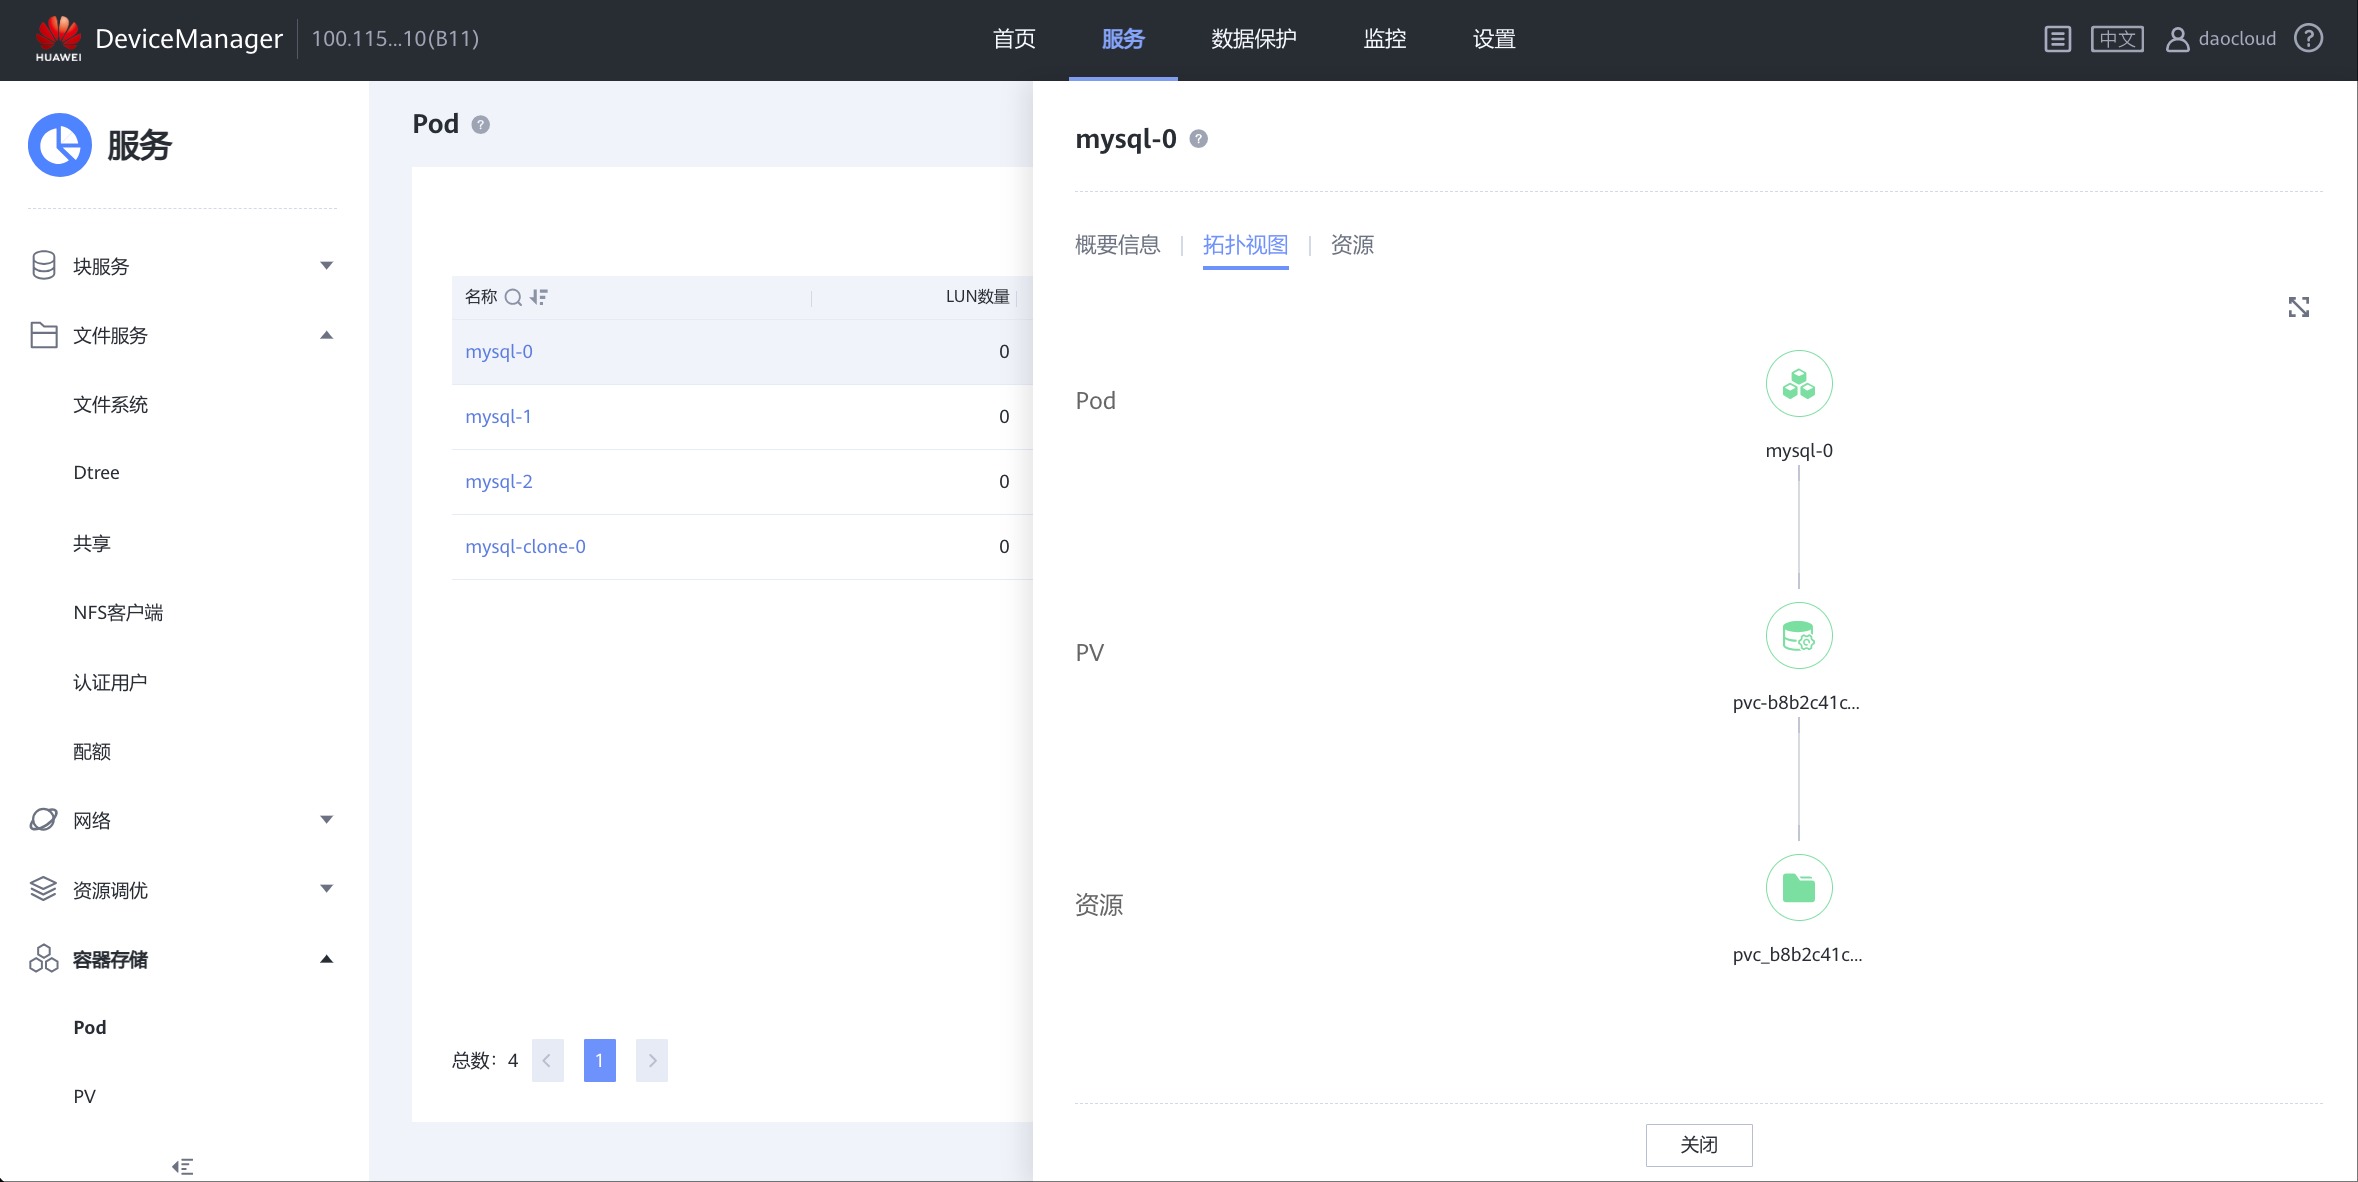 HUAWEI
DeviceManager
100.115...10(B11)
首页
服务
数据保护
监控
设置
中文
daocloud
服务
块服务
文件服务
文件系统
Dtree
共享
NFS客户端
认证用户
配额
网络
资源调优
容器存储
Pod
PV
Pod
名称
LUN数量
mysql-0
0
mysql-1
0
mysql-2
0
mysql-clone-0
0
总数: 4
1
mysql-0
概要信息
拓扑视图
资源
Pod
mysql-0
PV
pvc-b8b2c41c...
资源
pvc_b8b2c41c...
关闭